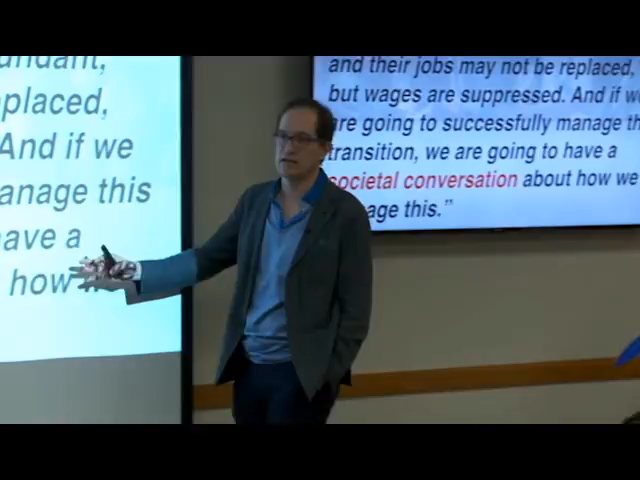 undant,
placed,
And if we
anage this
ave a
how
and their jobs may not be replaced,
but wages are suppressed. And if we
are going to successfully manage th
transition, we are going to have a
societal conversation about how we
age this.”